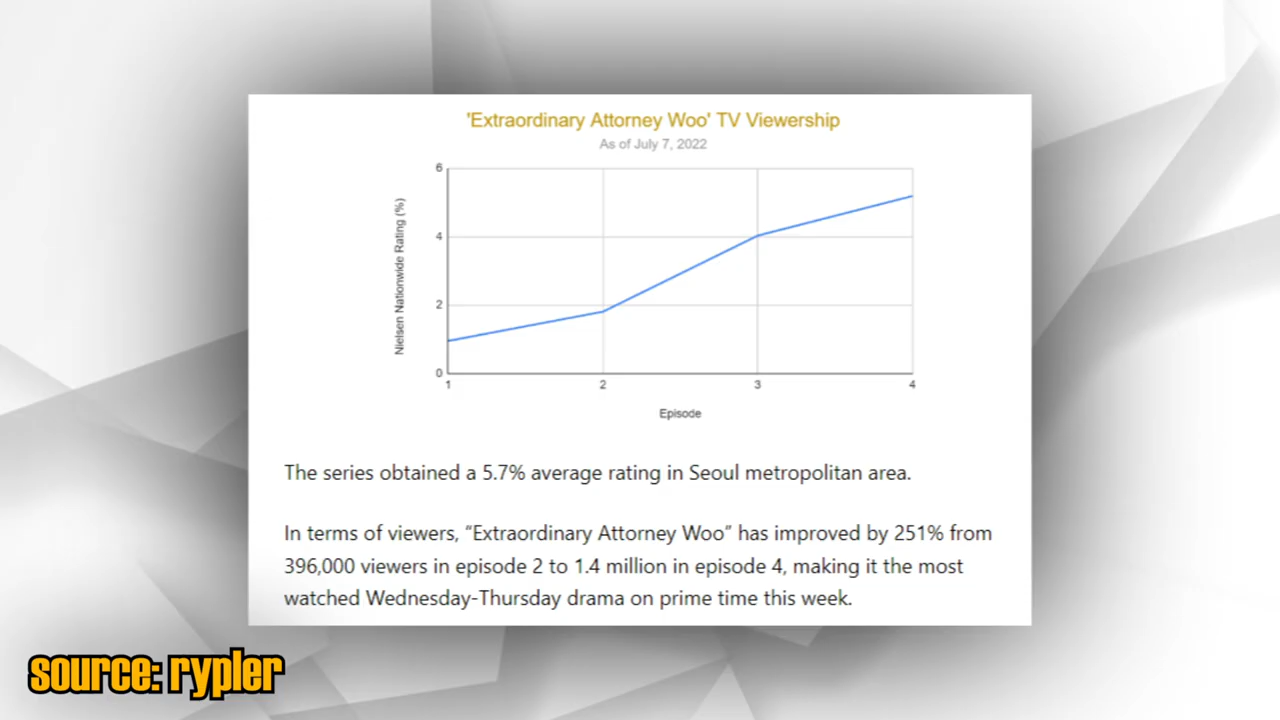 'Extraordinary Attorney Woo' TV Viewership
As of July 7, 2022
6
4
2
0
Nielsen Nationwide Rating (%)
1 2 3 4
Episode
The series obtained a 5.7% average rating in Seoul metropolitan area.
In terms of viewers, “Extraordinary Attorney Woo” has improved by 251% from
396,000 viewers in episode 2 to 1.4 million in episode 4, making it the most
watched Wednesday-Thursday drama on prime time this week.
source: rypler